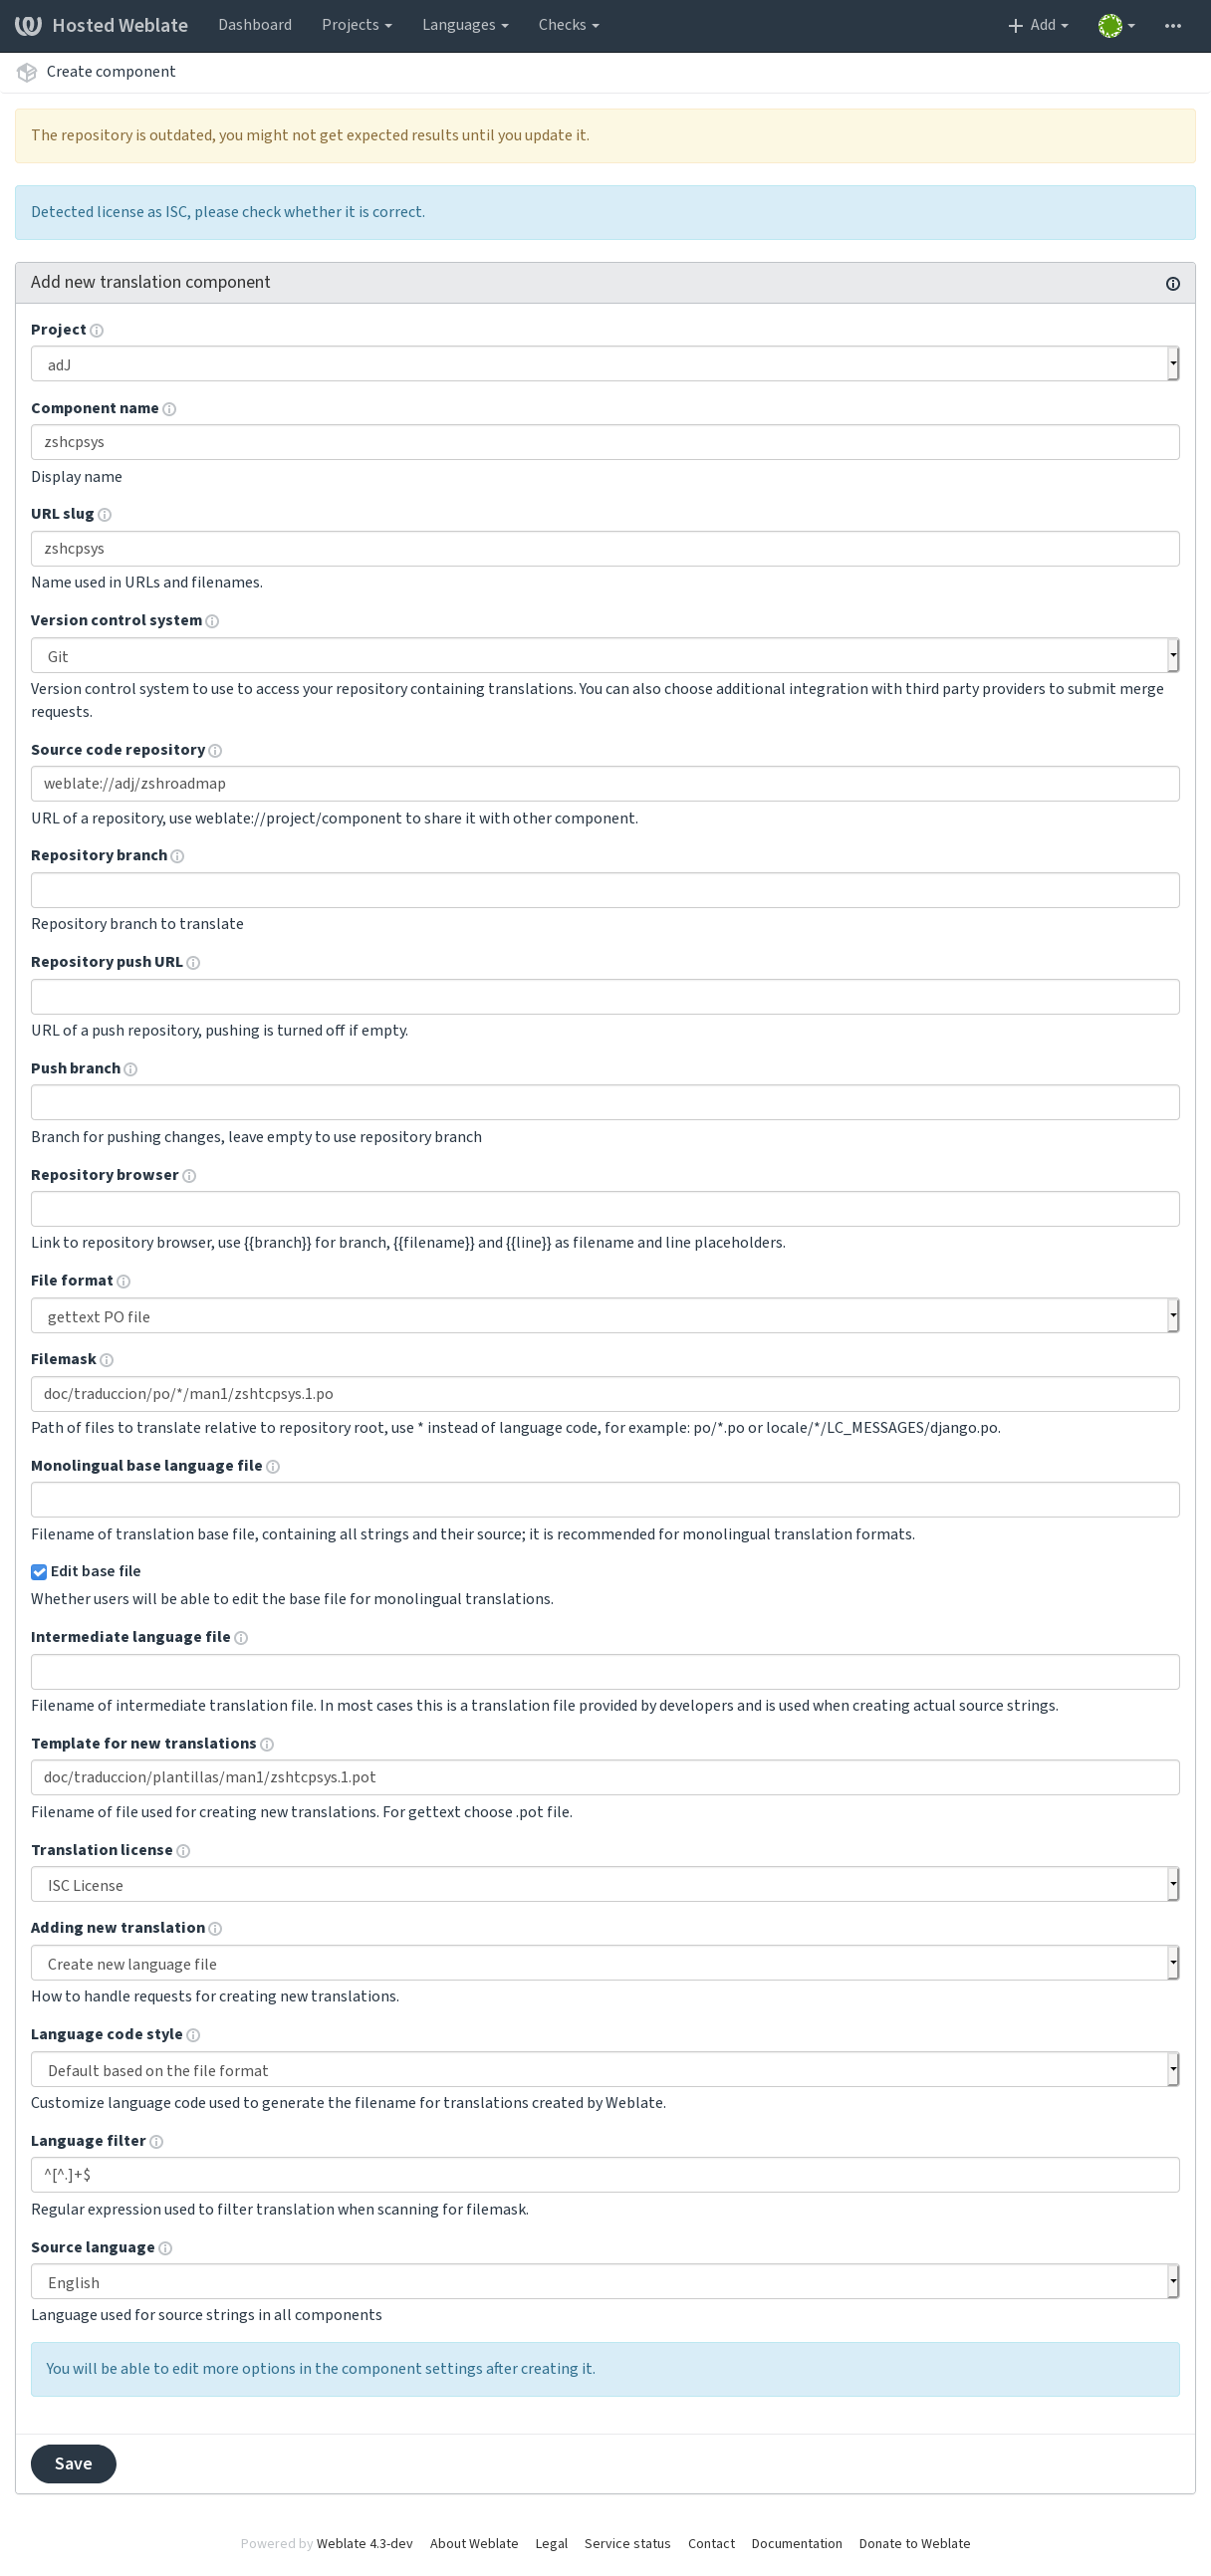 Hosted Weblate Dashboard Projects Languages Checks Add
Create component
The repository is outdated, you might not get expected results until you update it.
Detected license as ISC, please check whether it is correct.
Add new translation component
Project
adJ
Component name
zshcpsys
Display name
URL slug
zshcpsys
Name used in URLs and filenames.
Version control system
Git
Version control system to use to access your repository containing translations. You can also choose additional integration with third party providers to submit merge
requests.
Source code repository
weblate://adj/zshroadmap
URL of a repository, use weblate://project/component to share it with other component.
Repository branch
Repository branch to translate
Repository push URL
URL of a push repository, pushing is turned off if empty.
Push branch
Branch for pushing changes, leave empty to use repository branch
Repository browser
Link to repository browser, use {{branch}} for branch, {{filename}} and {{line}} as filename and line placeholders.
File format
gettext PO file
Filemask
doc/traduccion/po/*/man1/zshtcpsys.1.po
Path of files to translate relative to repository root, use * instead of language code, for example: po/*.po or locale/*/LC_MESSAGES/django.po.
Monolingual base language file
Filename of translation base file, containing all strings and their source; it is recommended for monolingual translation formats.
Edit base file
Whether users will be able to edit the base file for monolingual translations.
Intermediate language file
Filename of intermediate translation file. In most cases this is a translation file provided by developers and is used when creating actual source strings.
Template for new translations
doc/traduccion/plantillas/man1/zshtcpsys.1.pot
Filename of file used for creating new translations. For gettext choose .pot file.
Translation license
ISC License
Adding new translation
Create new language file
How to handle requests for creating new translations.
Language code style
Default based on the file format
Customize language code used to generate the filename for translations created by Weblate.
Language filter
^[^.]+$
Regular expression used to filter translation when scanning for filemask.
Source language
English
Language used for source strings in all components
You will be able to edit more options in the component settings after creating it.
Save
Powered by Weblate 4.3-dev About Weblate Legal Service status Contact Documentation Donate to Weblate